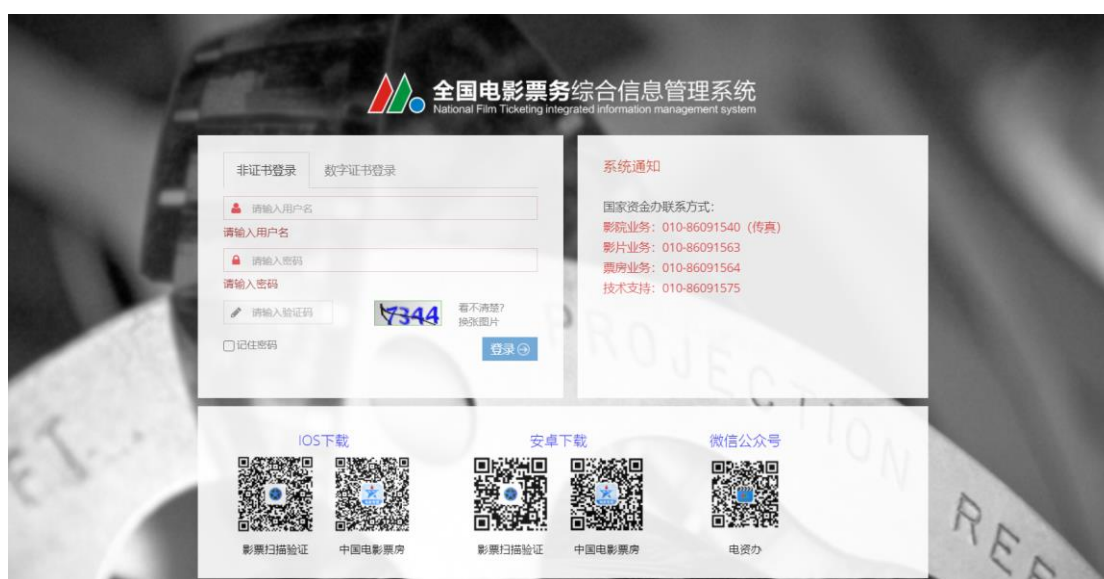 全国电影票务综合信息管理系统
National Film Ticketing integrated information management system
非证书登录 数字证书登录
请输入用户名
请输入用户名
请输入密码
请输入密码
请输入验证码
7344
看不清楚?
换张图片
记住密码
登录
系统通知
国家资金办联系方式：
影院业务：010-86091540（传真）
影片业务：010-86091563
票房业务：010-86091564
技术支持：010-86091575
IOS下载 安卓下载 微信公众号
影票扫描验证 中国电影票房 影票扫描验证 中国电影票房 电资办
PROJECTION